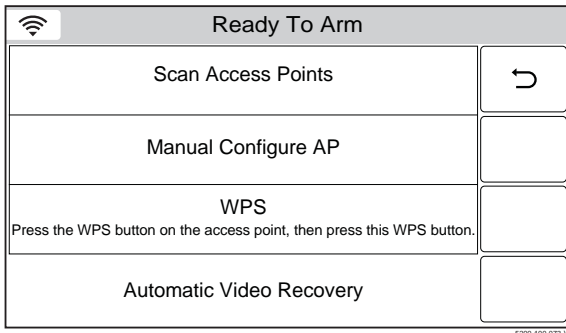 Ready To Arm
Scan Access Points
Manual Configure AP
WPS
Press the WPS button on the access point, then press this WPS button.
Automatic Video Recovery